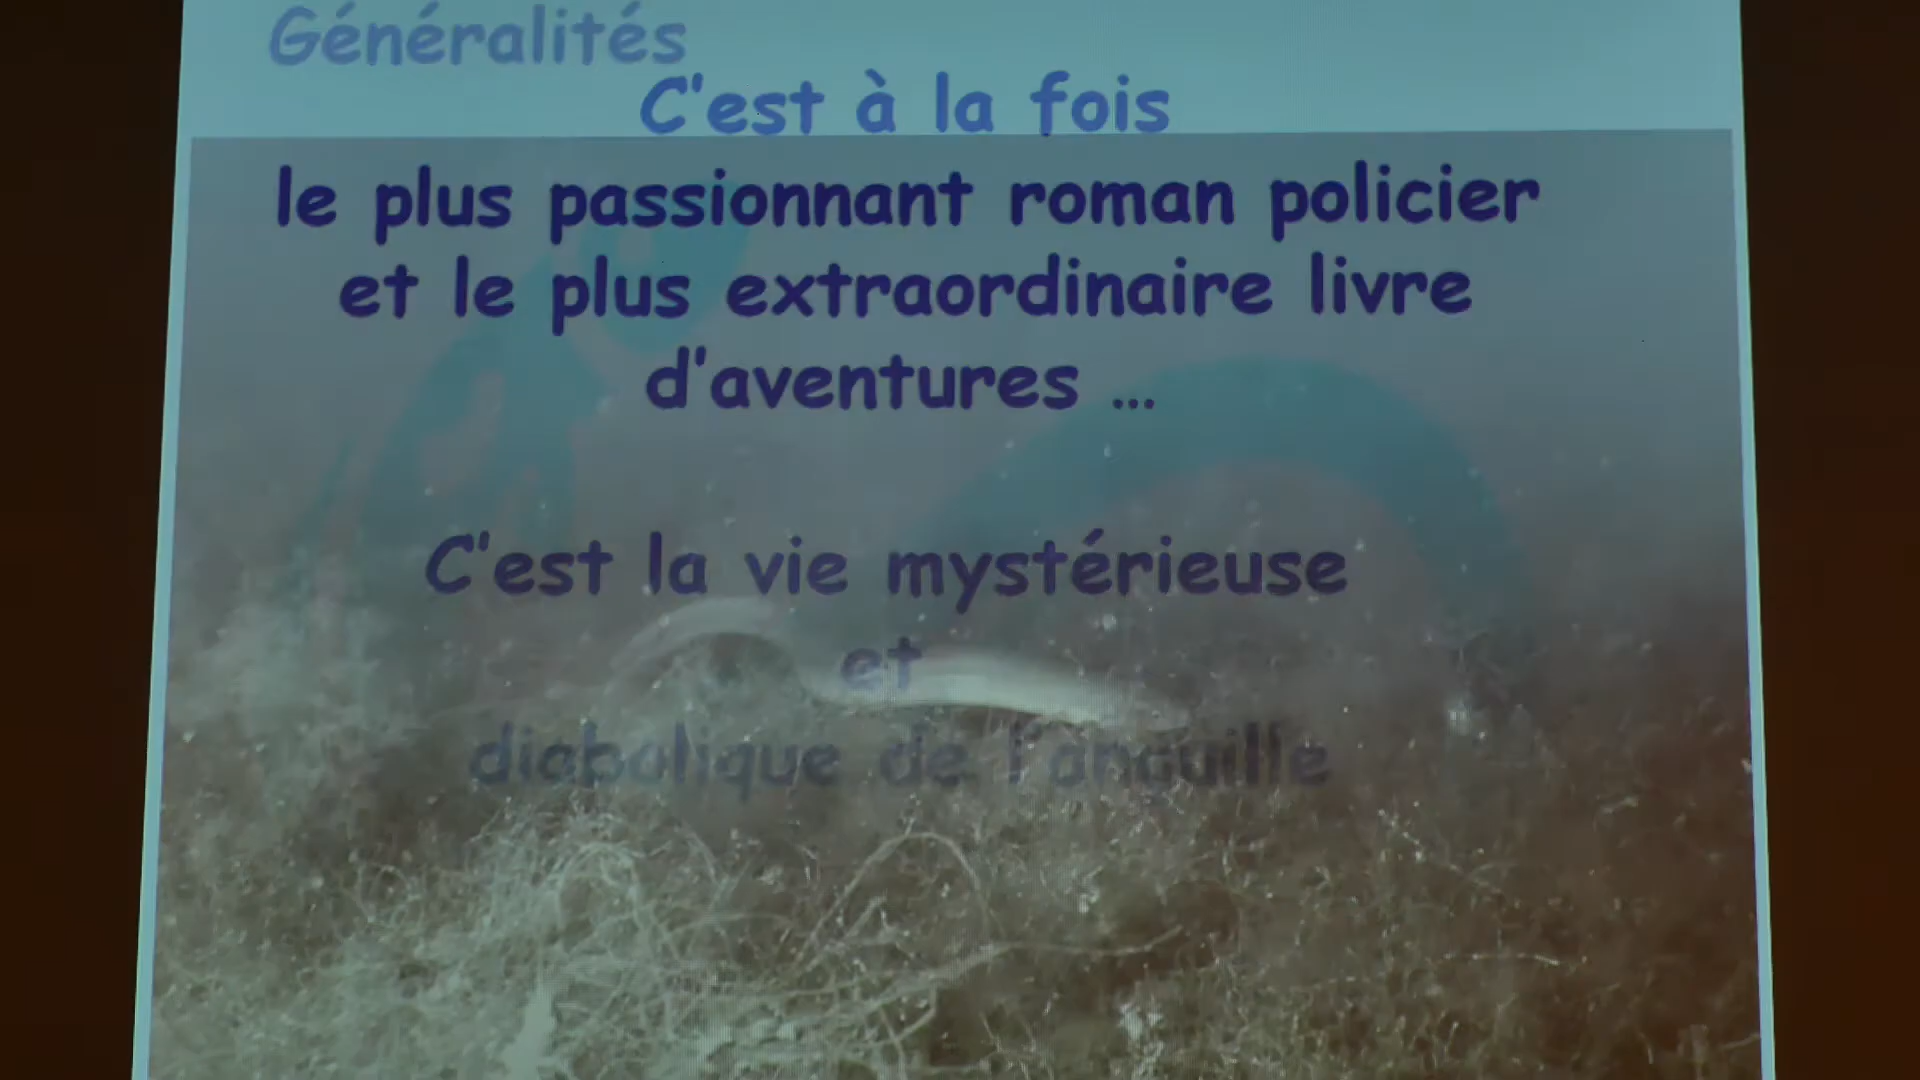 Généralités
C'est à la fois
le plus passionnant roman policier
et le plus extraordinaire livre
d'aventures ...
C'est la vie mystérieuse
et
diabolique de l'anguille